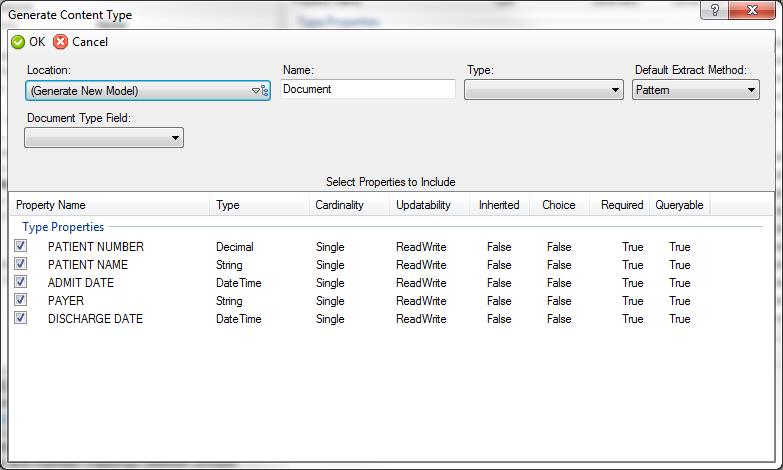 Generate Content Type
OK Cancel
Location: Name: Type: Default Extract Method:
(Generate New Model) Document Pattern
Document Type Field:
Select Properties to Include
Property Name Type Cardinality Updatability Inherited Choice Required Queryable
Type Properties
PATIENT NUMBER Decimal Single ReadWrite False False True True
PATIENT NAME String Single ReadWrite False False True True
ADMIT DATE DateTime Single ReadWrite False False True True
PAYER String Single ReadWrite False False True True
DISCHARGE DATE DateTime Single ReadWrite False False True True